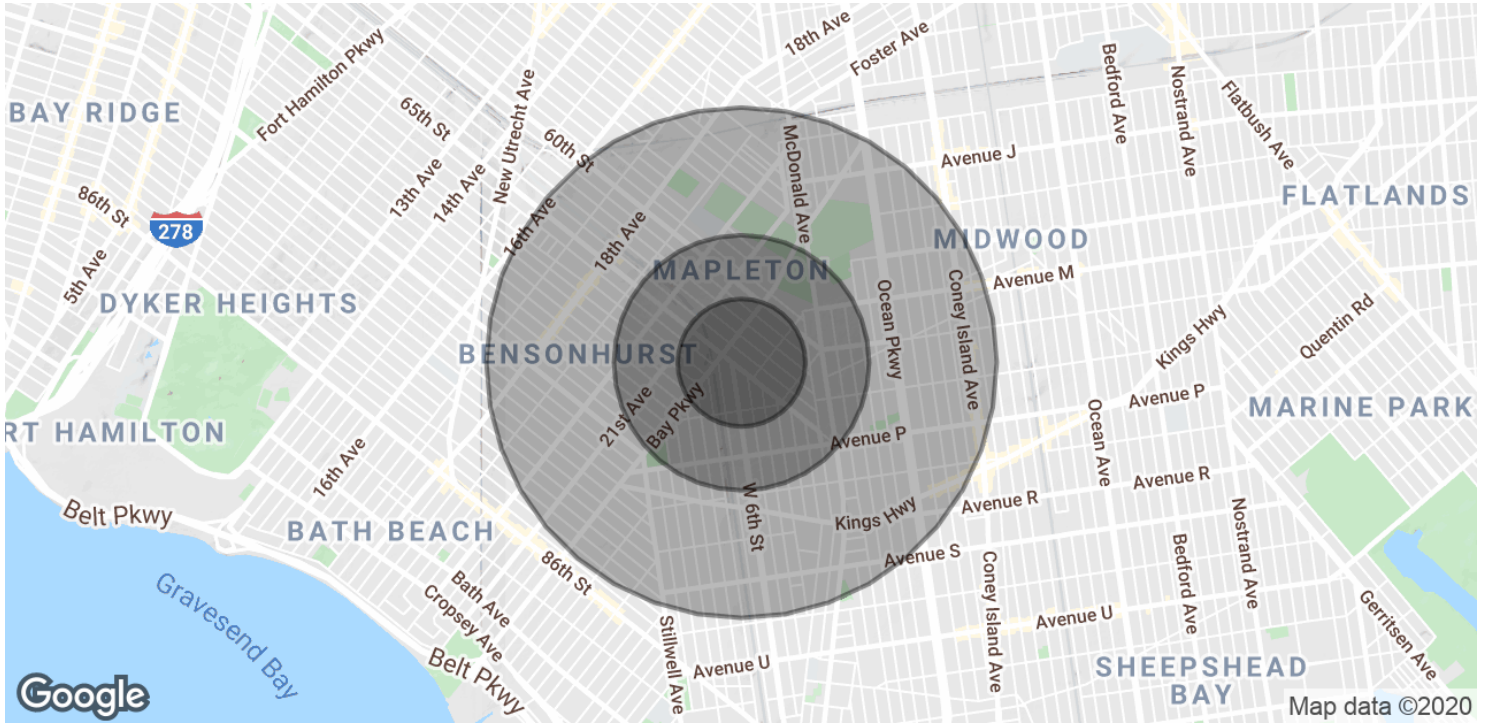 18th Ave
Foster Ave
Fort Hamilton Pkwy
Bedford Ave
Nostrand Ave
Flatbush Ave
BAY RIDGE
65th St
New Utrecht Ave
60th St
McDonald Ave
Avenue J
13th Ave
14th Ave
86th St
278
16th Ave
18th Ave
FLATLANDS
MIDWOOD
5th Ave
MAPLETON
Avenue M
DYKER HEIGHTS
Ocean Pkwy
Coney Island Ave
Kings Hwy
Quentin Rd
BENSONHURST
21st Ave
Bay Pkwy
Avenue P
Ocean Ave
MARINE PARK
RT HAMILTON
Avenue P
16th Ave
W 6th St
Avenue R
Avenue R
Belt Pkwy
BATH BEACH
Kings Hwy
Nostrand Ave
86th St
Avenue S
Bedford Ave
Coney Island Ave
Gravesend Bay
Bath Ave
Cropsey Ave
Avenue U
Gerritsen Ave
Stillwell Ave
Belt Pkwy
Avenue U
SHEEPSHEAD
BAY
Google
Map data ©2020